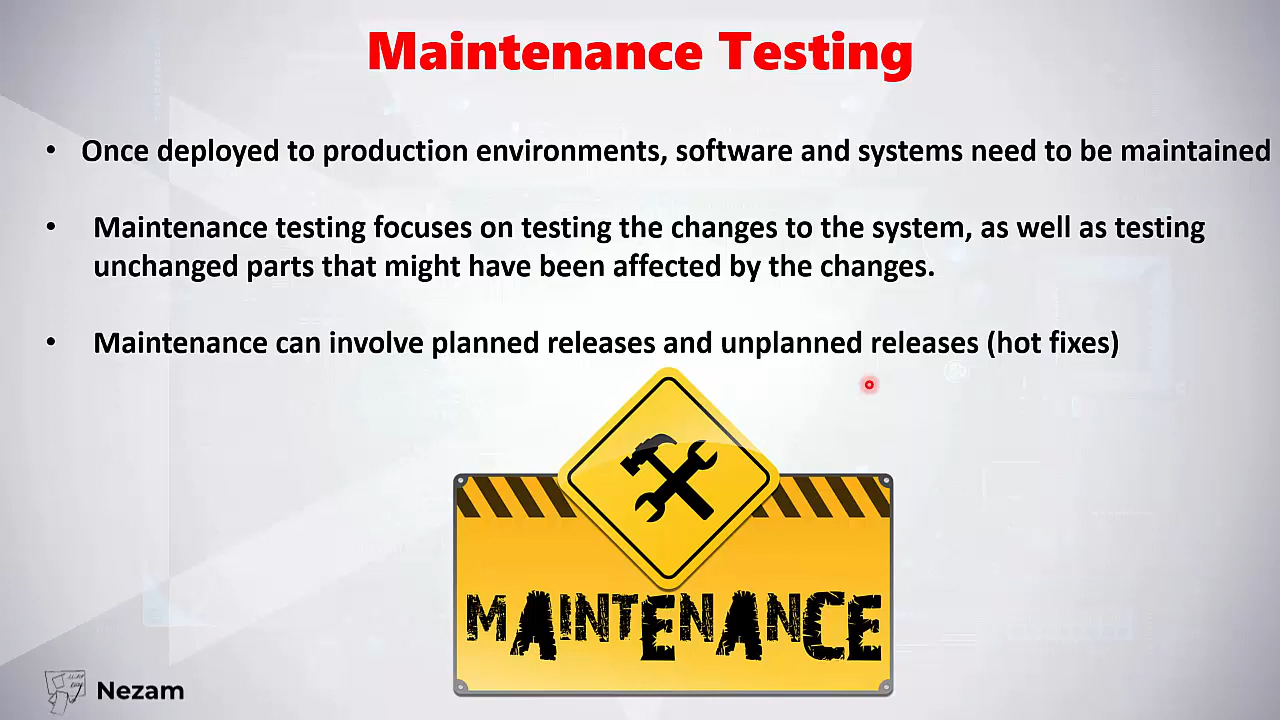 Maintenance Testing
• Once deployed to production environments, software and systems need to be maintained
• Maintenance testing focuses on testing the changes to the system, as well as testing
unchanged parts that might have been affected by the changes.
• Maintenance can involve planned releases and unplanned releases (hot fixes)
MAINTENANCE
Nezam